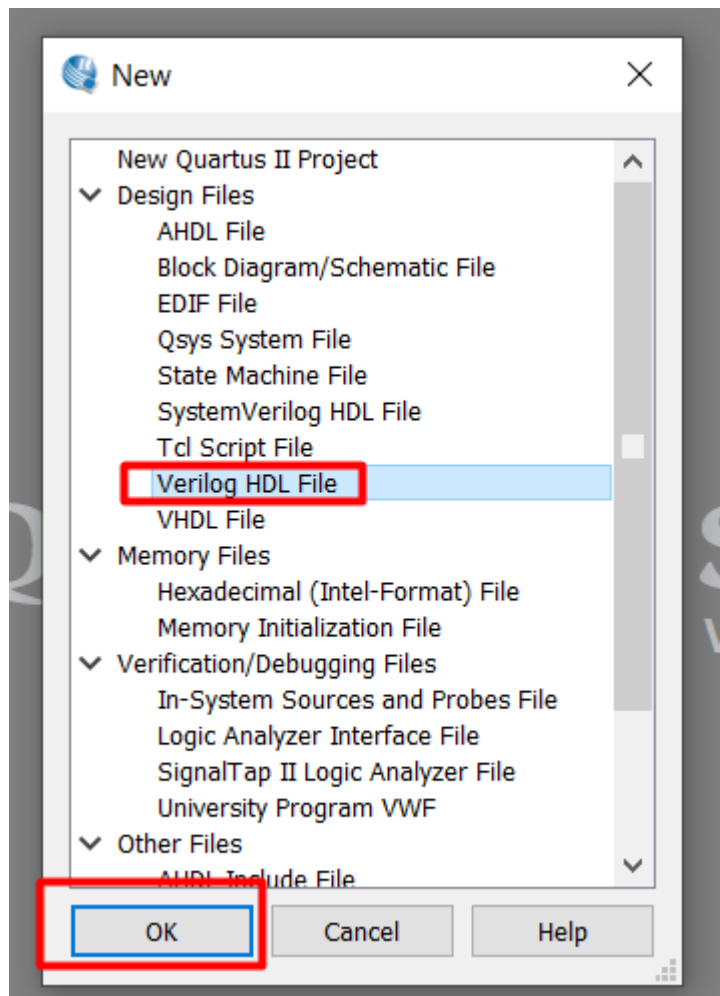 New
New Quartus II Project
Design Files
AHDL File
Block Diagram/Schematic File
EDIF File
Qsys System File
State Machine File
SystemVerilog HDL File
Tcl Script File
Verilog HDL File
VHDL File
Memory Files
Hexadecimal (Intel-Format) File
Memory Initialization File
Verification/Debugging Files
In-System Sources and Probes File
Logic Analyzer Interface File
SignalTap II Logic Analyzer File
University Program VWF
Other Files
AHDL Include File
OK Cancel Help